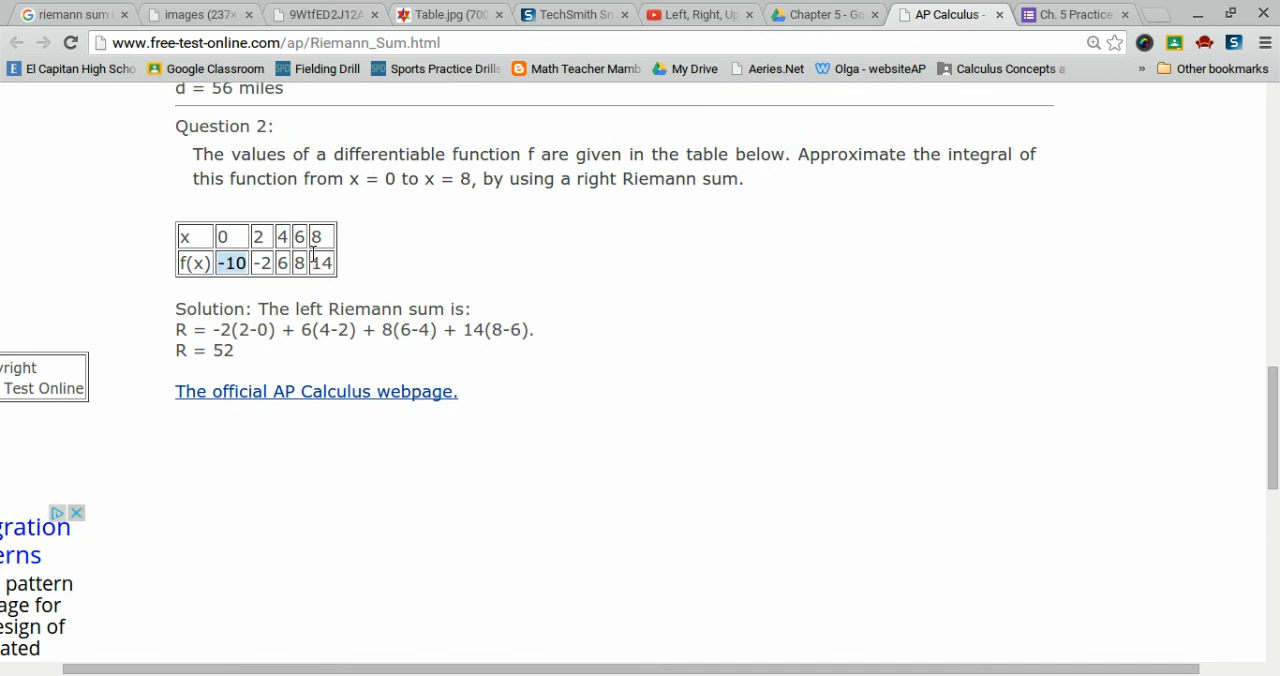 riemann sum
images (237×
9WtfED2J12A
Table.jpg (700
TechSmith Sn
Left, Right, Up
Chapter 5 - Go
AP Calculus -
Ch. 5 Practice
www.free-test-online.com/ap/Riemann_Sum.html
El Capitan High Scho
Google Classroom
Fielding Drill
Sports Practice Drills
Math Teacher Mamb
My Drive
Aeries.Net
Olga - websiteAP
Calculus Concepts a
» Other bookmarks
d = 56 miles
Question 2:
The values of a differentiable function f are given in the table below. Approximate the integral of
this function from x = 0 to x = 8, by using a right Riemann sum.
x 0 2 4 6 8
f(x) -10 -2 6 8 14
Solution: The left Riemann sum is:
R = -2(2-0) + 6(4-2) + 8(6-4) + 14(8-6).
R = 52
yright
Test Online
The official AP Calculus webpage.
gration
erns
pattern
age for
esign of
ated